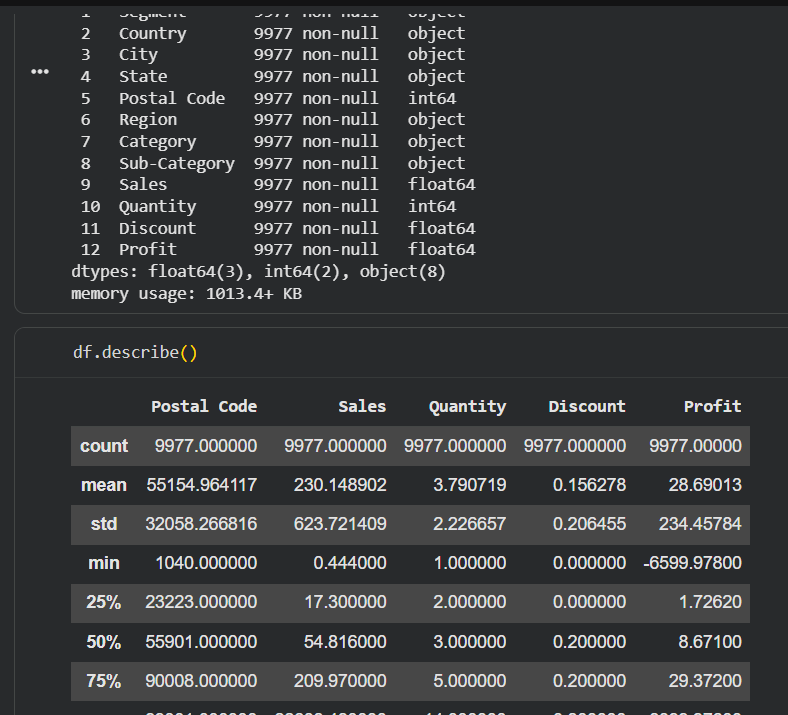 1 Segment 9977 non-null object
2 Country 9977 non-null object
3 City 9977 non-null object
4 State 9977 non-null object
5 Postal Code 9977 non-null int64
6 Region 9977 non-null object
7 Category 9977 non-null object
8 Sub-Category 9977 non-null object
9 Sales 9977 non-null float64
10 Quantity 9977 non-null int64
11 Discount 9977 non-null float64
12 Profit 9977 non-null float64
dtypes: float64(3), int64(2), object(8)
memory usage: 1013.4+ KB
df.describe()
Postal Code Sales Quantity Discount Profit
count 9977.000000 9977.000000 9977.000000 9977.000000 9977.00000
mean 55154.964117 230.148902 3.790719 0.156278 28.69013
std 32058.266816 623.721409 2.226657 0.206455 234.45784
min 1040.000000 0.444000 1.000000 0.000000 -6599.97800
25% 23223.000000 17.300000 2.000000 0.000000 1.72620
50% 55901.000000 54.816000 3.000000 0.200000 8.67100
75% 90008.000000 209.970000 5.000000 0.200000 29.37200